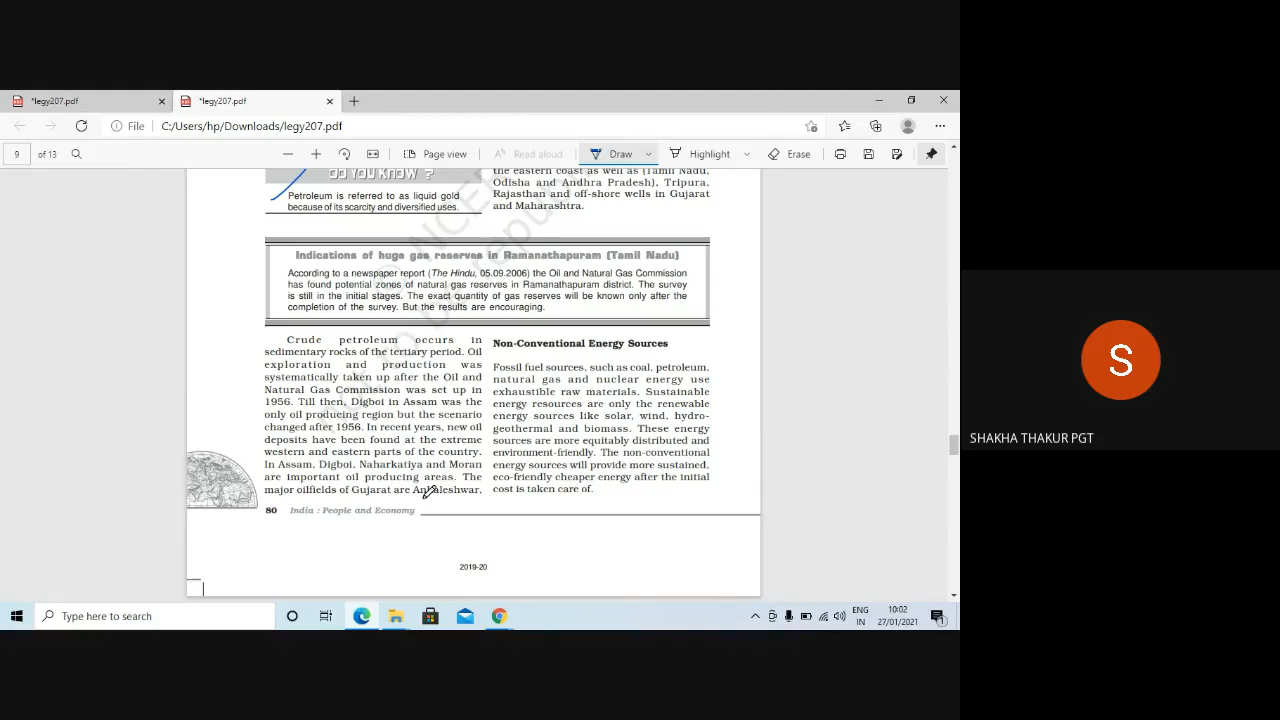 *legy207.pdf
*legy207.pdf
File C:/Users/hp/Downloads/legy207.pdf
9 of 13 Page view Read aloud Draw Highlight Erase
DO YOU KNOW ?
Petroleum is referred to as liquid gold
because of its scarcity and diversified uses.
the eastern coast as well as (Tamil Nadu,
Odisha and Andhra Pradesh), Tripura,
Rajasthan and off-shore wells in Gujarat
and Maharashtra.
Indications of huge gas reserves in Ramanathapuram (Tamil Nadu)
According to a newspaper report (The Hindu, 05.09.2006) the Oil and Natural Gas Commission
has found potential zones of natural gas reserves in Ramanathapuram district. The survey
is still in the initial stages. The exact quantity of gas reserves will be known only after the
completion of the survey. But the results are encouraging.
Crude petroleum occurs in
sedimentary rocks of the tertiary period. Oil
exploration and production was
systematically taken up after the Oil and
Natural Gas Commission was set up in
1956. Till then, Digboi in Assam was the
only oil producing region but the scenario
changed after 1956. In recent years, new oil
deposits have been found at the extreme
western and eastern parts of the country.
In Assam, Digboi, Naharkatiya and Moran
are important oil producing areas. The
major oilfields of Gujarat are Ankaleshwar,
Non-Conventional Energy Sources
Fossil fuel sources, such as coal, petroleum,
natural gas and nuclear energy use
exhaustible raw materials. Sustainable
energy resources are only the renewable
energy sources like solar, wind, hydro-
geothermal and biomass. These energy
sources are more equitably distributed and
environment-friendly. The non-conventional
energy sources will provide more sustained,
eco-friendly cheaper energy after the initial
cost is taken care of.
80 India : People and Economy
2019-20
S
SHAKHA THAKUR PGT
Type here to search
ENG
IN
10:02
27/01/2021